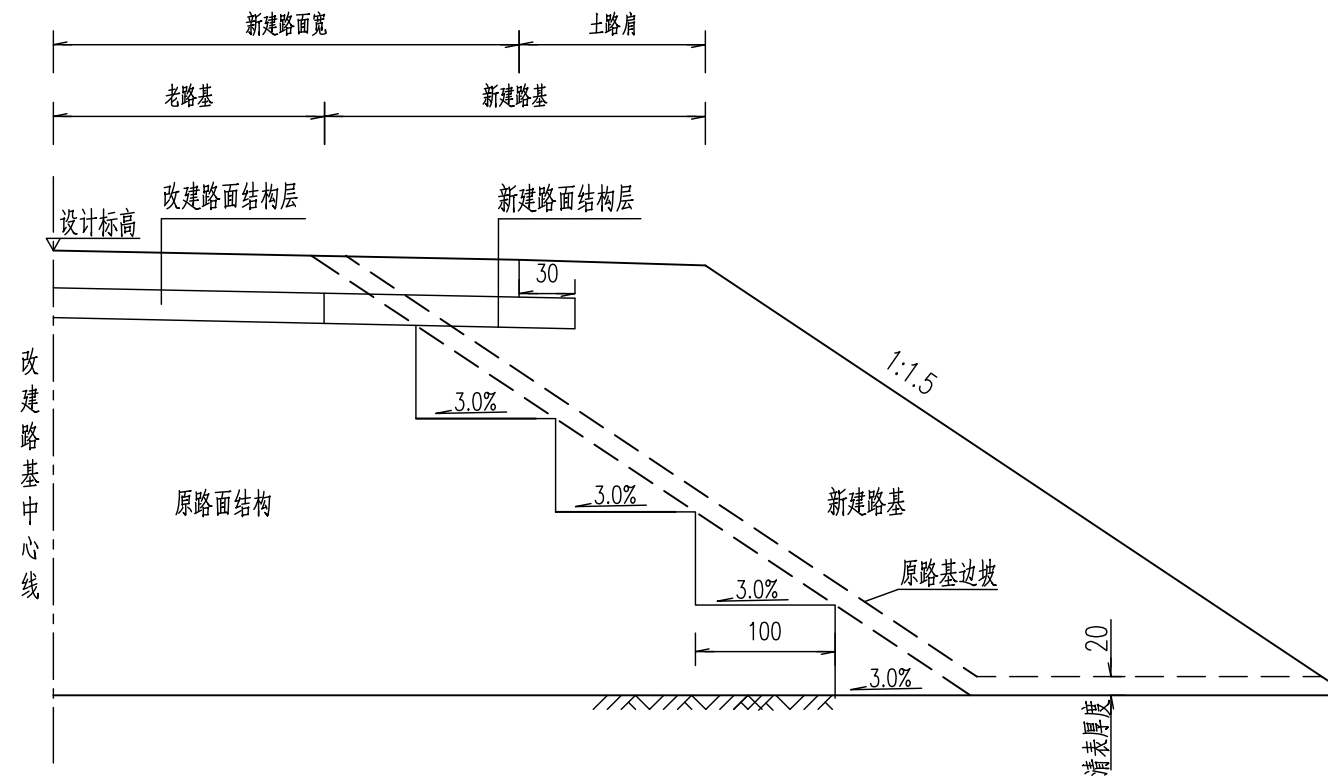 新建路面宽
土路肩
老路基
新建路基
改建路面结构层
新建路面结构层
设计标高
30
1:1.5
改建路基中心线
3.0%
原路面结构
3.0%
新建路基
原路基边坡
3.0%
100
20
3.0%
清表厚度